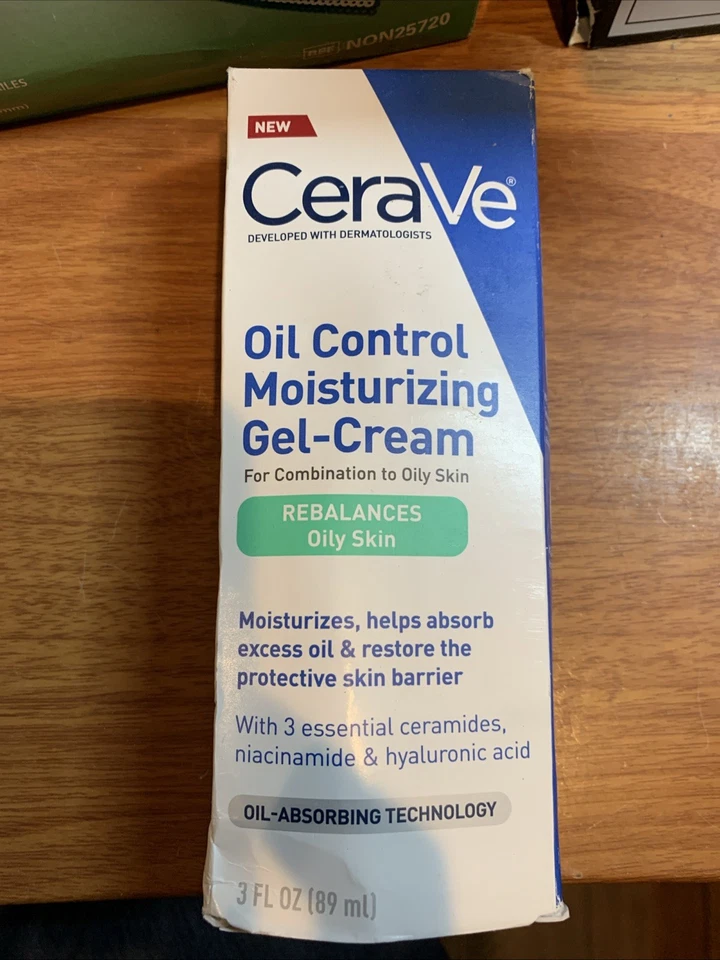 NON25720
NEW
CeraVe®
DEVELOPED WITH DERMATOLOGISTS
Oil Control
Moisturizing
Gel-Cream
For Combination to Oily Skin
REBALANCES
Oily Skin
Moisturizes, helps absorb
excess oil & restore the
protective skin barrier
With 3 essential ceramides,
niacinamide & hyaluronic acid
OIL-ABSORBING TECHNOLOGY
3 FL OZ (89 ml)